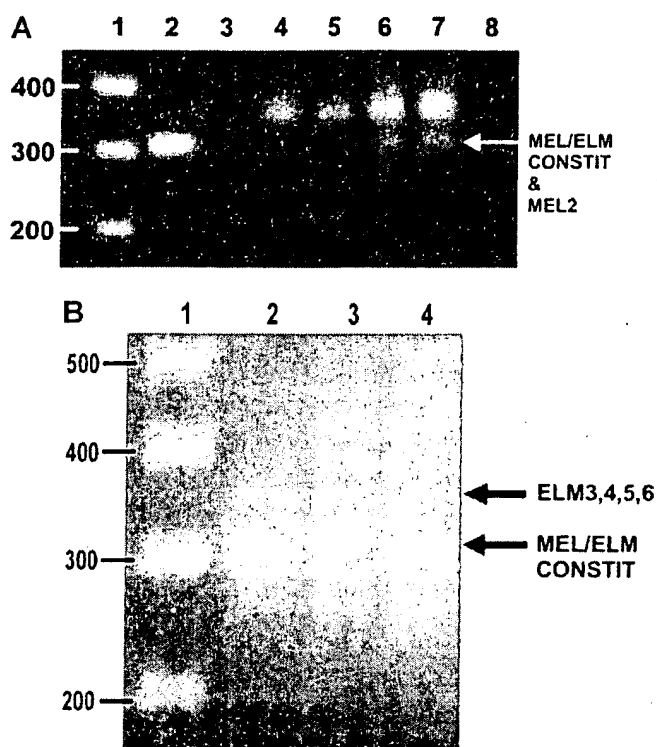 A 1 2 3 4 5 6 7 8
400
300
200
MEL/ELM
CONSTIT
&
MEL2
B 1 2 3 4
500
400
300
200
ELM3,4,5,6
MEL/ELM
CONSTIT